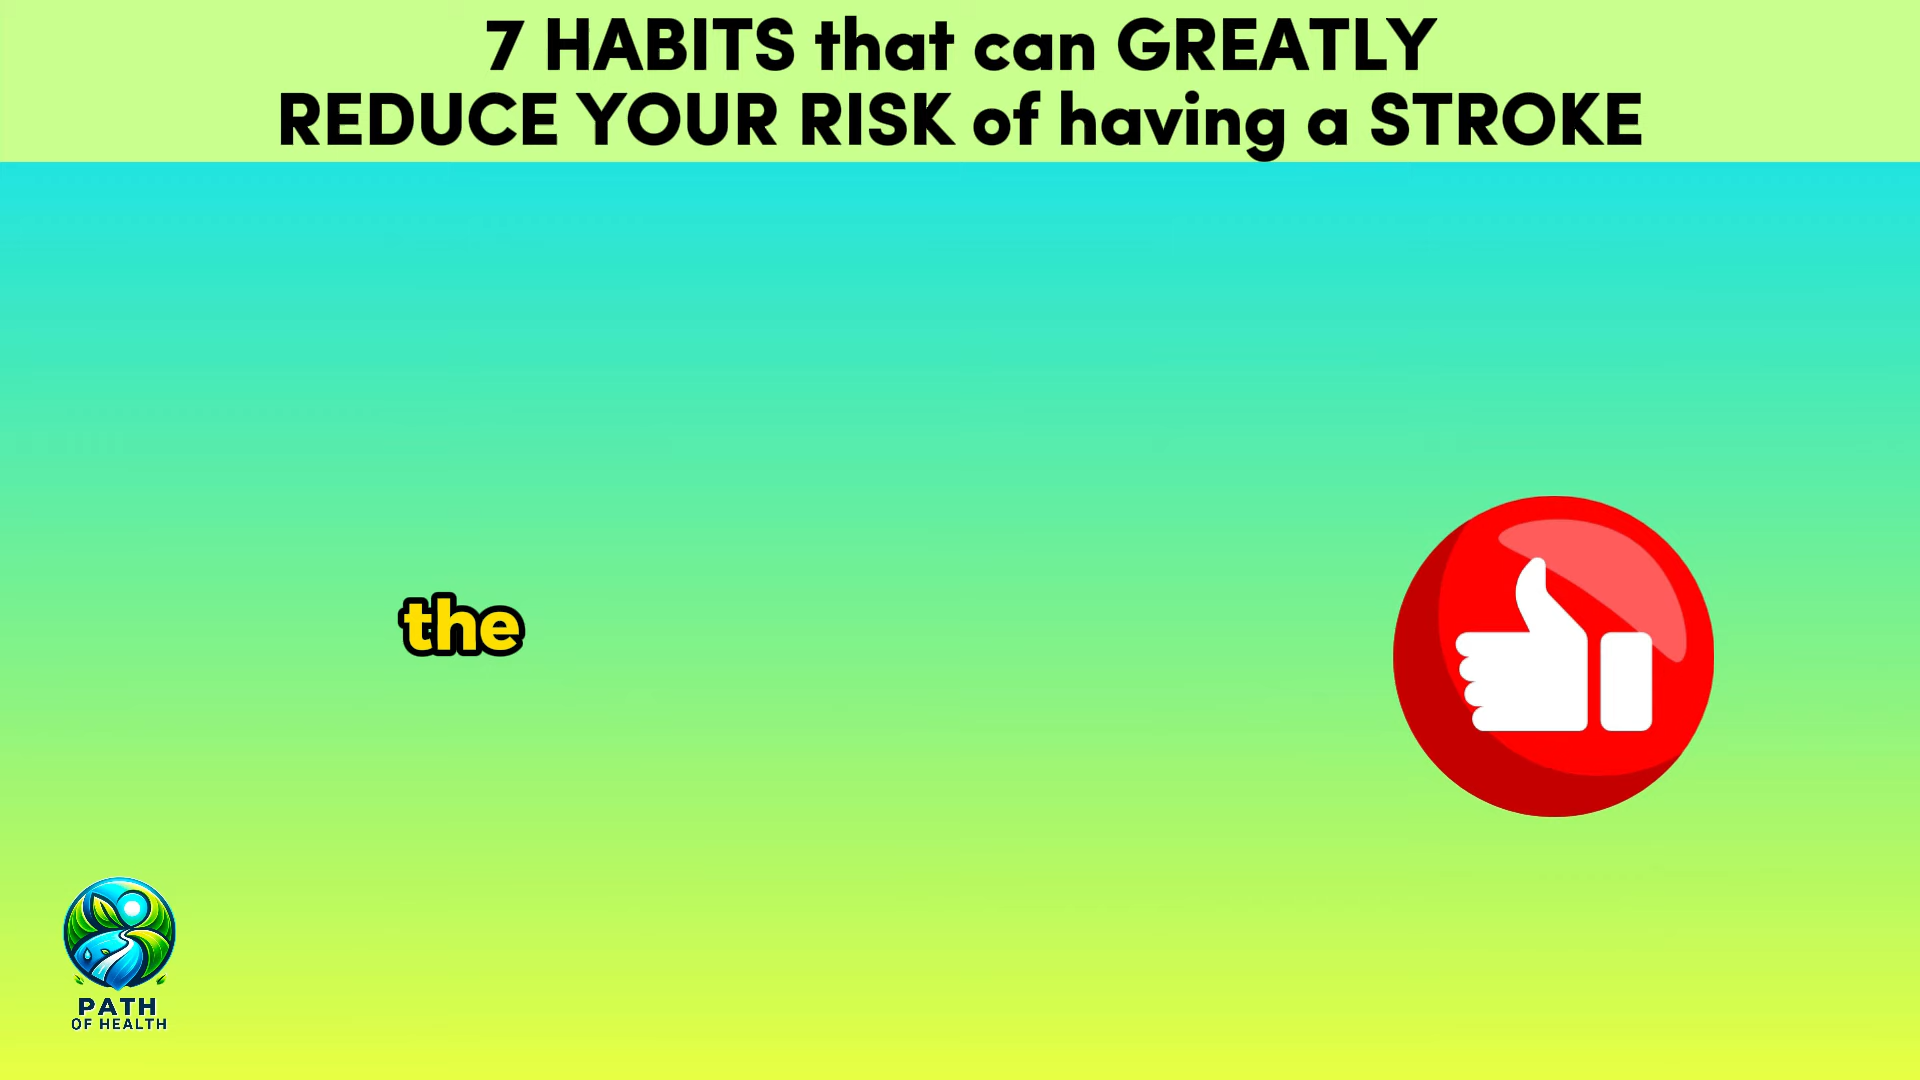 7 HABITS that can GREATLY
REDUCE YOUR RISK of having a STROKE
the
PATH
OF HEALTH